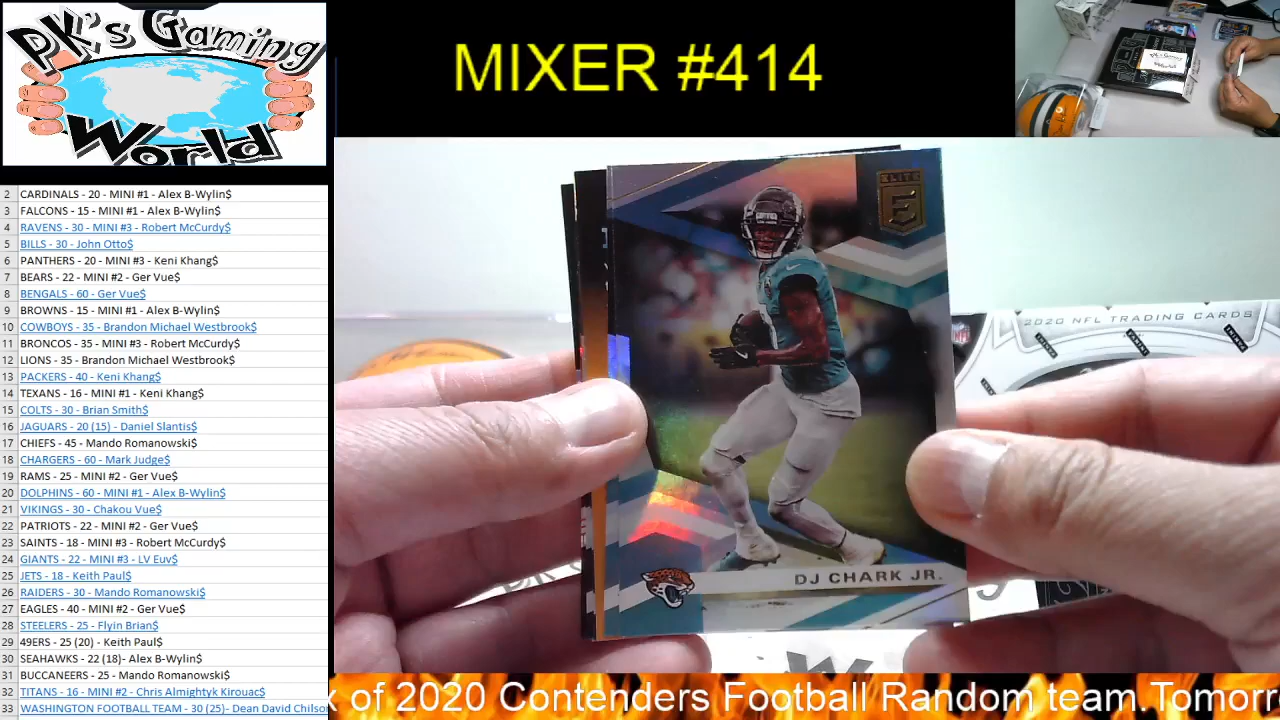 PK's Gaming
World
MIXER #414
2 CARDINALS - 20 - MINI #1 - Alex B-Wylin$
3 FALCONS - 15 - MINI #1 - Alex B-Wylin$
4 RAVENS - 30 - MINI #3 - Robert McCurdy$
5 BILLS - 30 - John Otto$
6 PANTHERS - 20 - MINI #3 - Keni Khang$
7 BEARS - 22 - MINI #2 - Ger Vue$
8 BENGALS - 60 - Ger Vue$
9 BROWNS - 15 - MINI #1 - Alex B-Wylin$
10 COWBOYS - 35 - Brandon Michael Westbrook$
11 BRONCOS - 35 - MINI #3 - Robert McCurdy$
12 LIONS - 35 - Brandon Michael Westbrook$
13 PACKERS - 40 - Keni Khang$
14 TEXANS - 16 - MINI #1 - Keni Khang$
15 COLTS - 30 - Brian Smith$
16 JAGUARS - 20 (15) - Daniel Slantis$
17 CHIEFS - 45 - Mando Romanowski$
18 CHARGERS - 60 - Mark Judge$
19 RAMS - 25 - MINI #2 - Ger Vue$
20 DOLPHINS - 60 - MINI #1 - Alex B-Wylin$
21 VIKINGS - 30 - Chakou Vue$
22 PATRIOTS - 22 - MINI #2 - Ger Vue$
23 SAINTS - 18 - MINI #3 - Robert McCurdy$
24 GIANTS - 22 - MINI #3 - LV Euv$
25 JETS - 18 - Keith Paul$
26 RAIDERS - 30 - Mando Romanowski$
27 EAGLES - 40 - MINI #2 - Ger Vue$
28 STEELERS - 25 - Flyin Brian$
29 49ERS - 25 (20) - Keith Paul$
30 SEAHAWKS - 22 (18)- Alex B-Wylin$
31 BUCCANEERS - 25 - Mando Romanowski$
32 TITANS - 16 - MINI #2 - Chris Almightyk Kirouac$
33 WASHINGTON FOOTBALL TEAM - 30 (25)- Dean David Chilson
ELITE
E
2020 NFL TRADING CARDS
DJ CHARK JR.
x of 2020 Contenders Football Random team.Tomorr